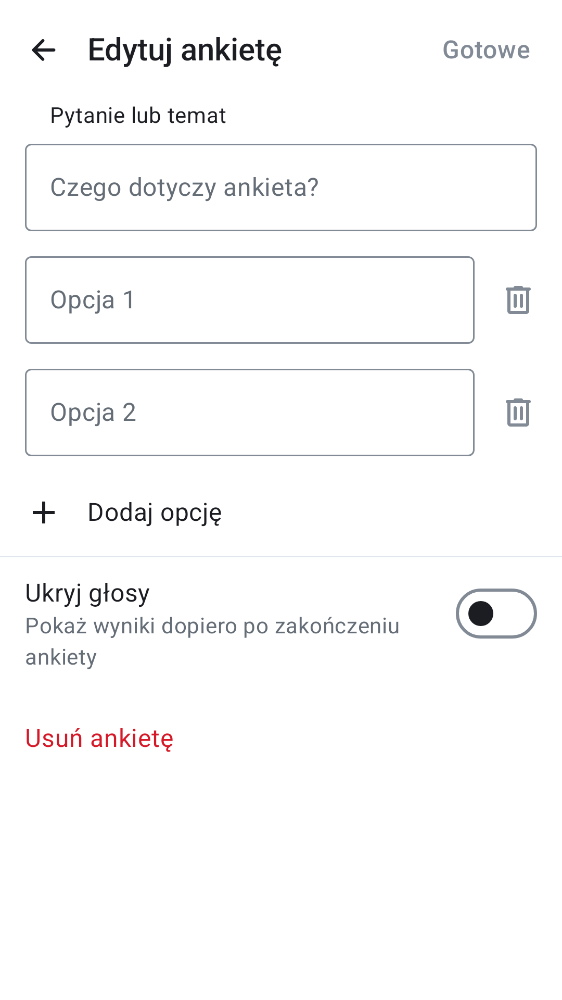 Edytuj ankietę
Gotowe
Pytanie lub temat
Czego dotyczy ankieta?
Opcja 1
Opcja 2
Dodaj opcję
Ukryj głosy
Pokaż wyniki dopiero po zakończeniu
ankiety
Usuń ankietę